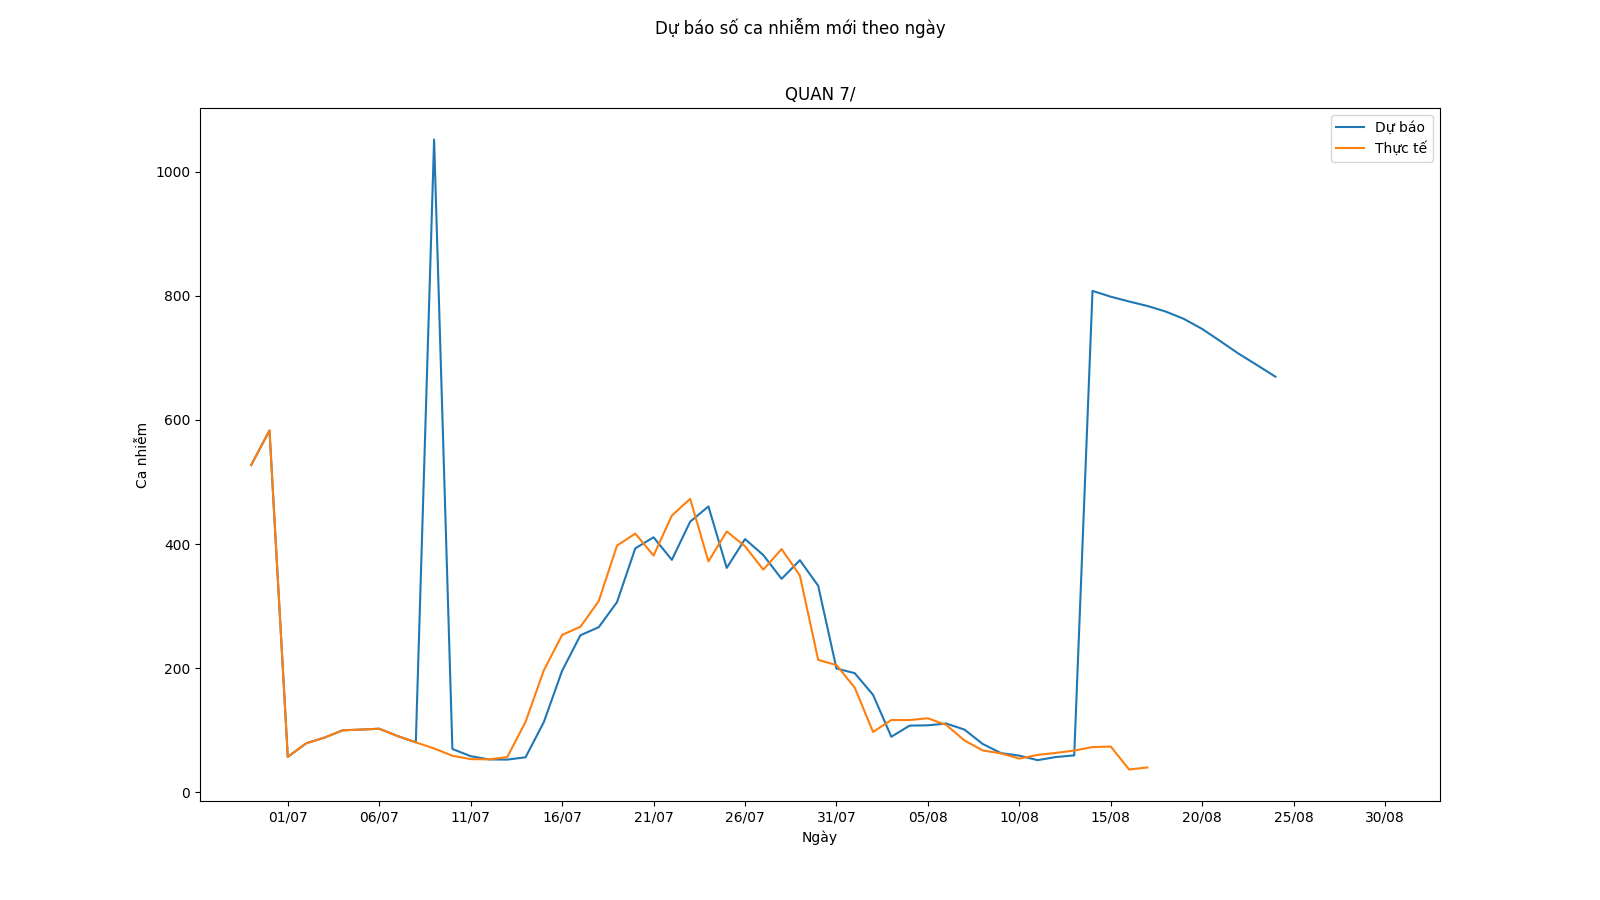 Dự báo số ca nhiễm mới theo ngày
QUAN 7/
Dự báo
Thực tế
1000
800
600
400
200
0
Ca nhiễm
01/07 06/07 11/07 16/07 21/07 26/07 31/07 05/08 10/08 15/08 20/08 25/08 30/08
Ngày